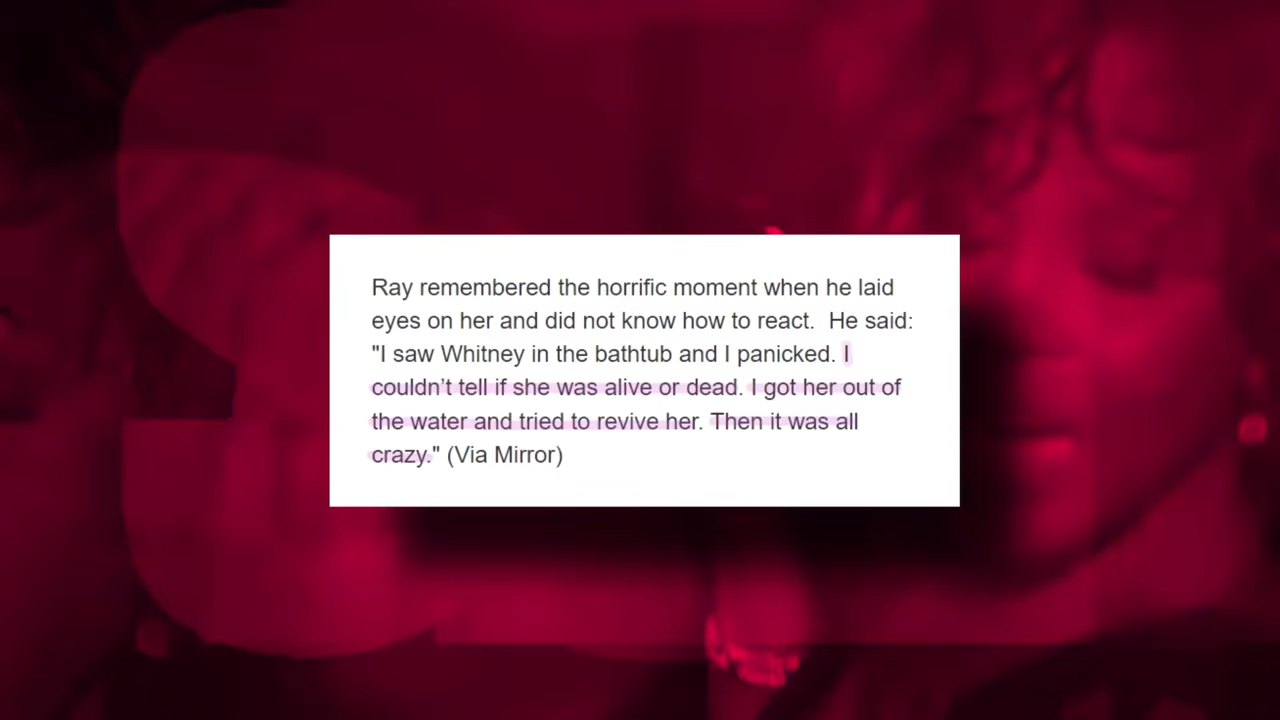 Ray remembered the horrific moment when he laid
eyes on her and did not know how to react.  He said:
"I saw Whitney in the bathtub and I panicked. I
couldn't tell if she was alive or dead. I got her out of
the water and tried to revive her. Then it was all
crazy." (Via Mirror)